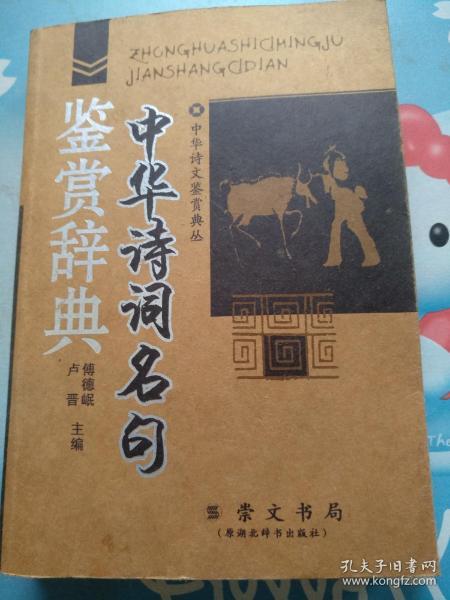 ZHONGHUASHICIMINGJU
JIANSHANGCIDIAN
中华诗文鉴赏典丛
中华诗词名句
鉴赏辞典
傅德岷
卢晋
主编
崇文书局
(原湖北辞书出版社)
The
孔夫子旧书网
www.kongfz.com